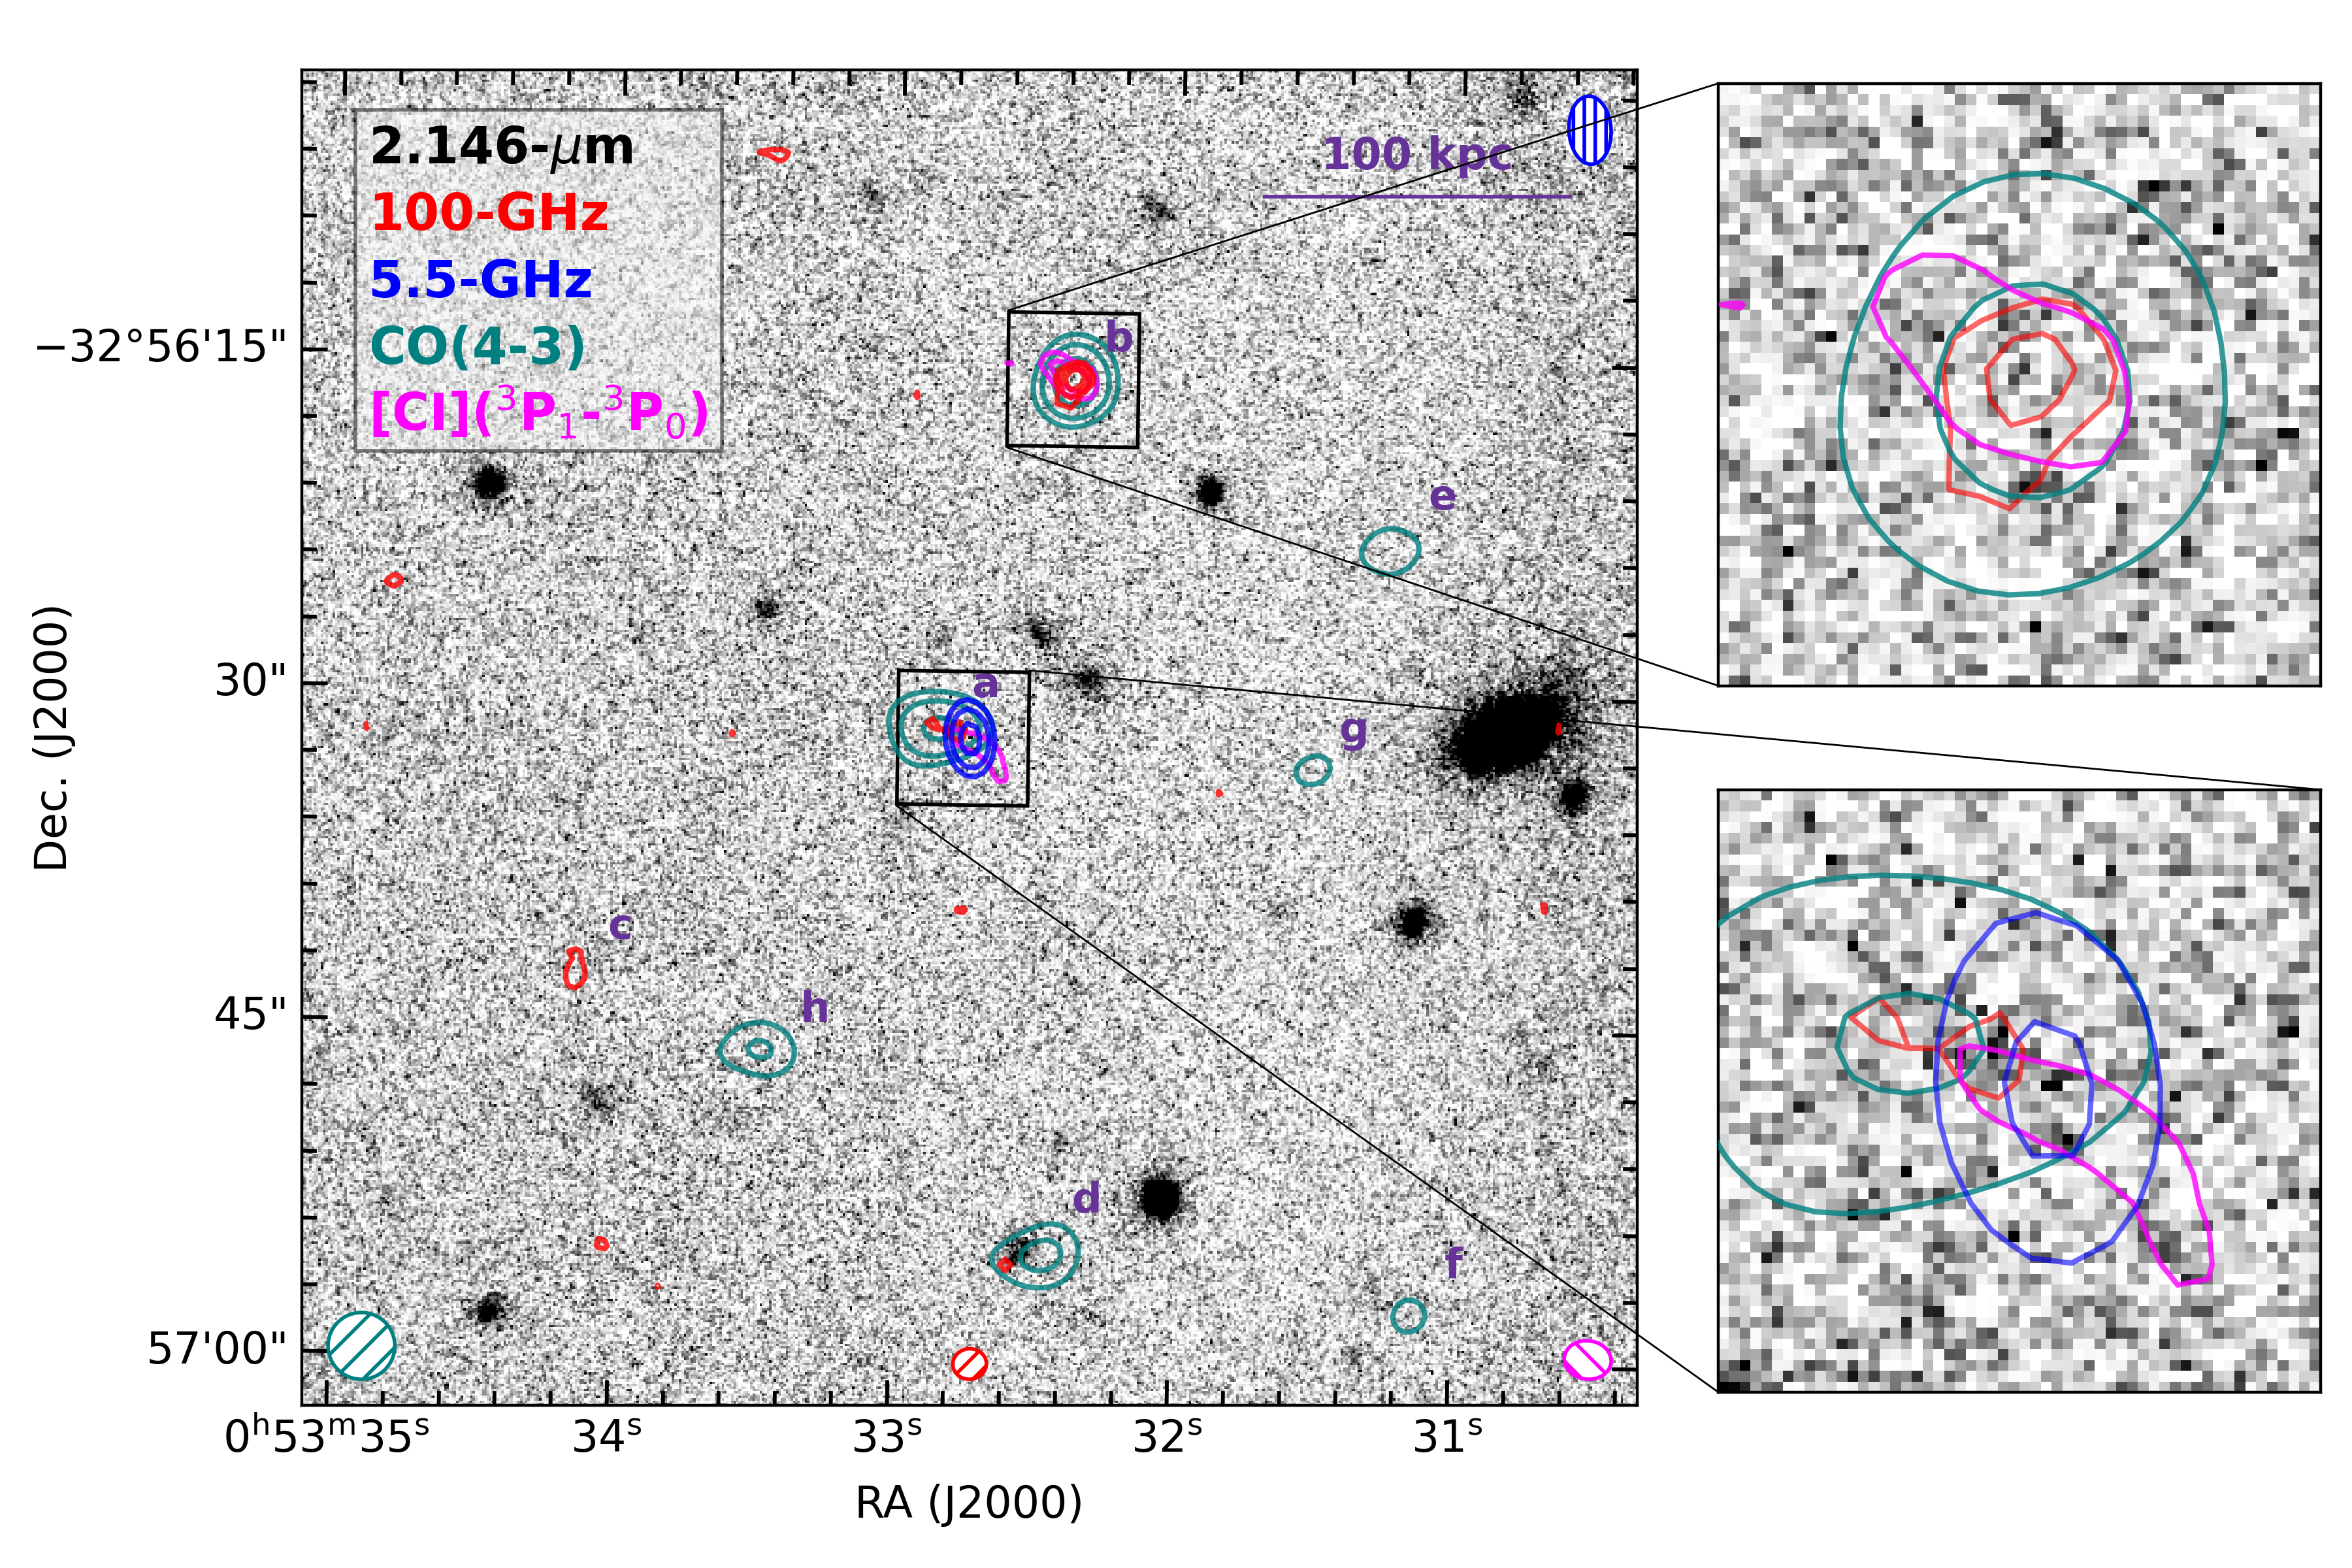 2.146-μm
100-GHz
5.5-GHz
CO(4-3)
[CI](³P₁-³P₀)
100 kpc
b
e
a
g
c
h
d
f
−32°56'15"
30"
45"
57'00"
Dec. (J2000)
0ʰ53ᵐ35ˢ
34ˢ
33ˢ
32ˢ
31ˢ
RA (J2000)